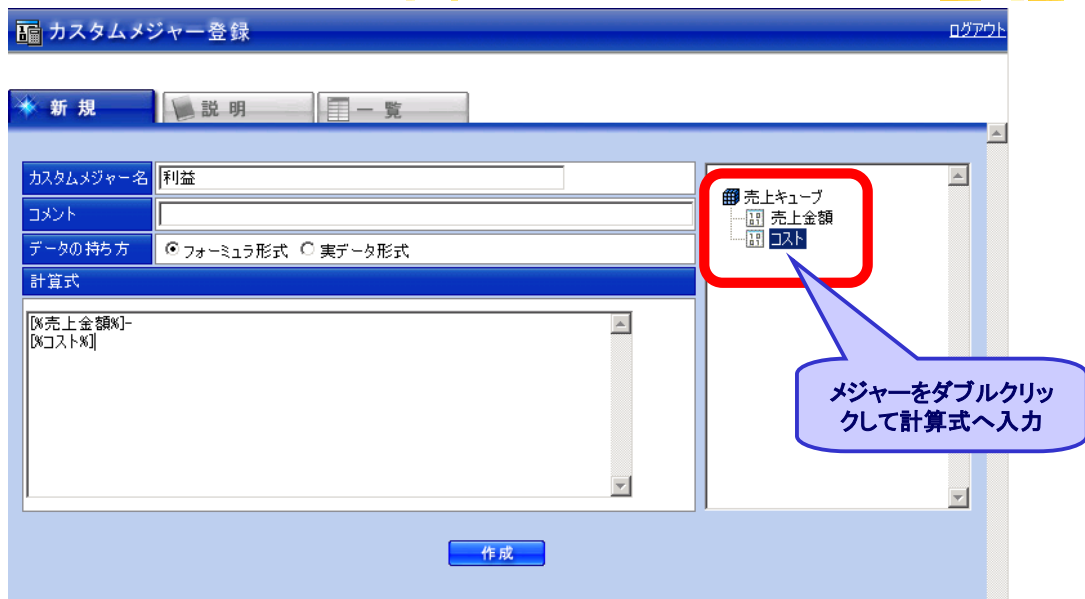 カスタムメジャー登録
ログアウト
新規
説明
一覧
カスタムメジャー名
利益
コメント
データの持ち方
フォーミュラ形式
実データ形式
計算式
[%売上金額%]-
[%コスト%]
売上キューブ
売上金額
コスト
メジャーをダブルクリッ
クして計算式へ入力
作成